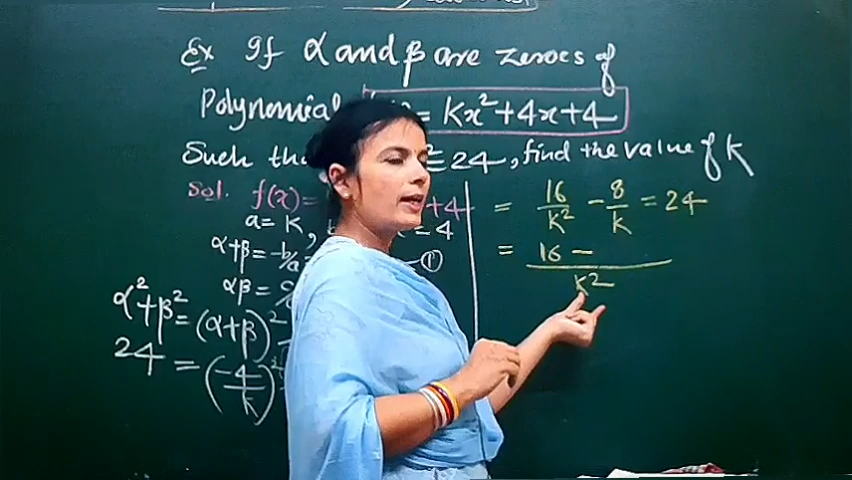 Ex If α and β are zeroes of
Polynomial = Kx²+4x+4
Such 24, find the value of K
Sol. f(x)= +4
a= K, = 4
α+β = -b/a ①
αβ =
α²+β² = (α+β)²
24 = (-4/K)²
= 16/K² - 8/K = 24
= 16 -
K²